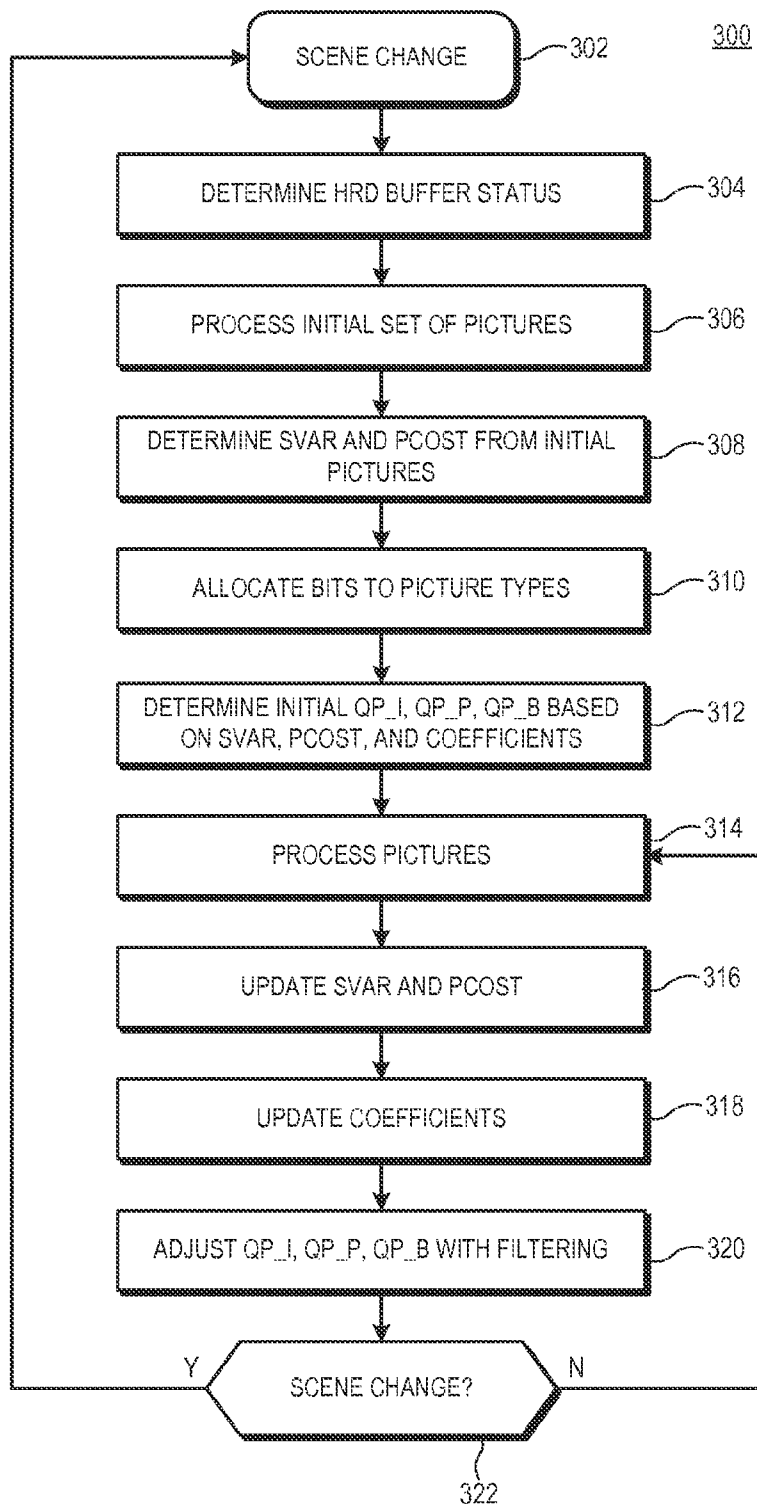 300
SCENE CHANGE
302
DETERMINE HRD BUFFER STATUS
304
PROCESS INITIAL SET OF PICTURES
306
DETERMINE SVAR AND PCOST FROM INITIAL
PICTURES
308
ALLOCATE BITS TO PICTURE TYPES
310
DETERMINE INITIAL QP_I, QP_P, QP_B BASED
ON SVAR, PCOST, AND COEFFICIENTS
312
PROCESS PICTURES
314
UPDATE SVAR AND PCOST
316
UPDATE COEFFICIENTS
318
ADJUST QP_I, QP_P, QP_B WITH FILTERING
320
Y
SCENE CHANGE?
N
322